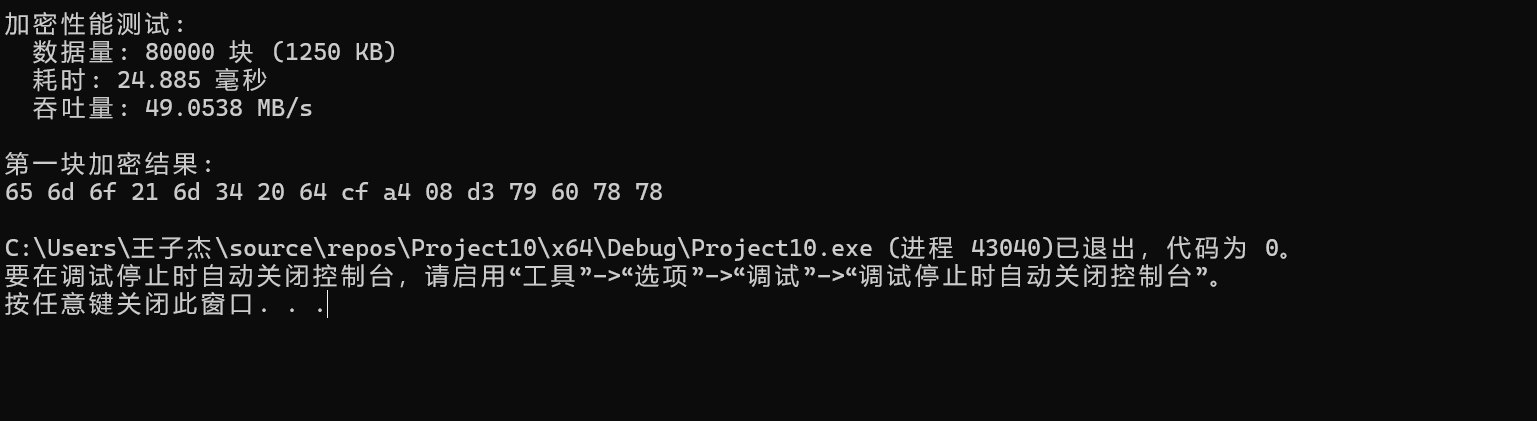 加密性能测试:
  数据量: 80000 块 (1250 KB)
  耗时: 24.885 毫秒
  吞吐量: 49.0538 MB/s
第一块加密结果:
65 6d 6f 21 6d 34 20 64 cf a4 08 d3 79 60 78 78
C:\Users\王子杰\source\repos\Project10\x64\Debug\Project10.exe (进程 43040)已退出，代码为 0。
要在调试停止时自动关闭控制台，请启用“工具”->“选项”->“调试”->“调试停止时自动关闭控制台”。
按任意键关闭此窗口. . .